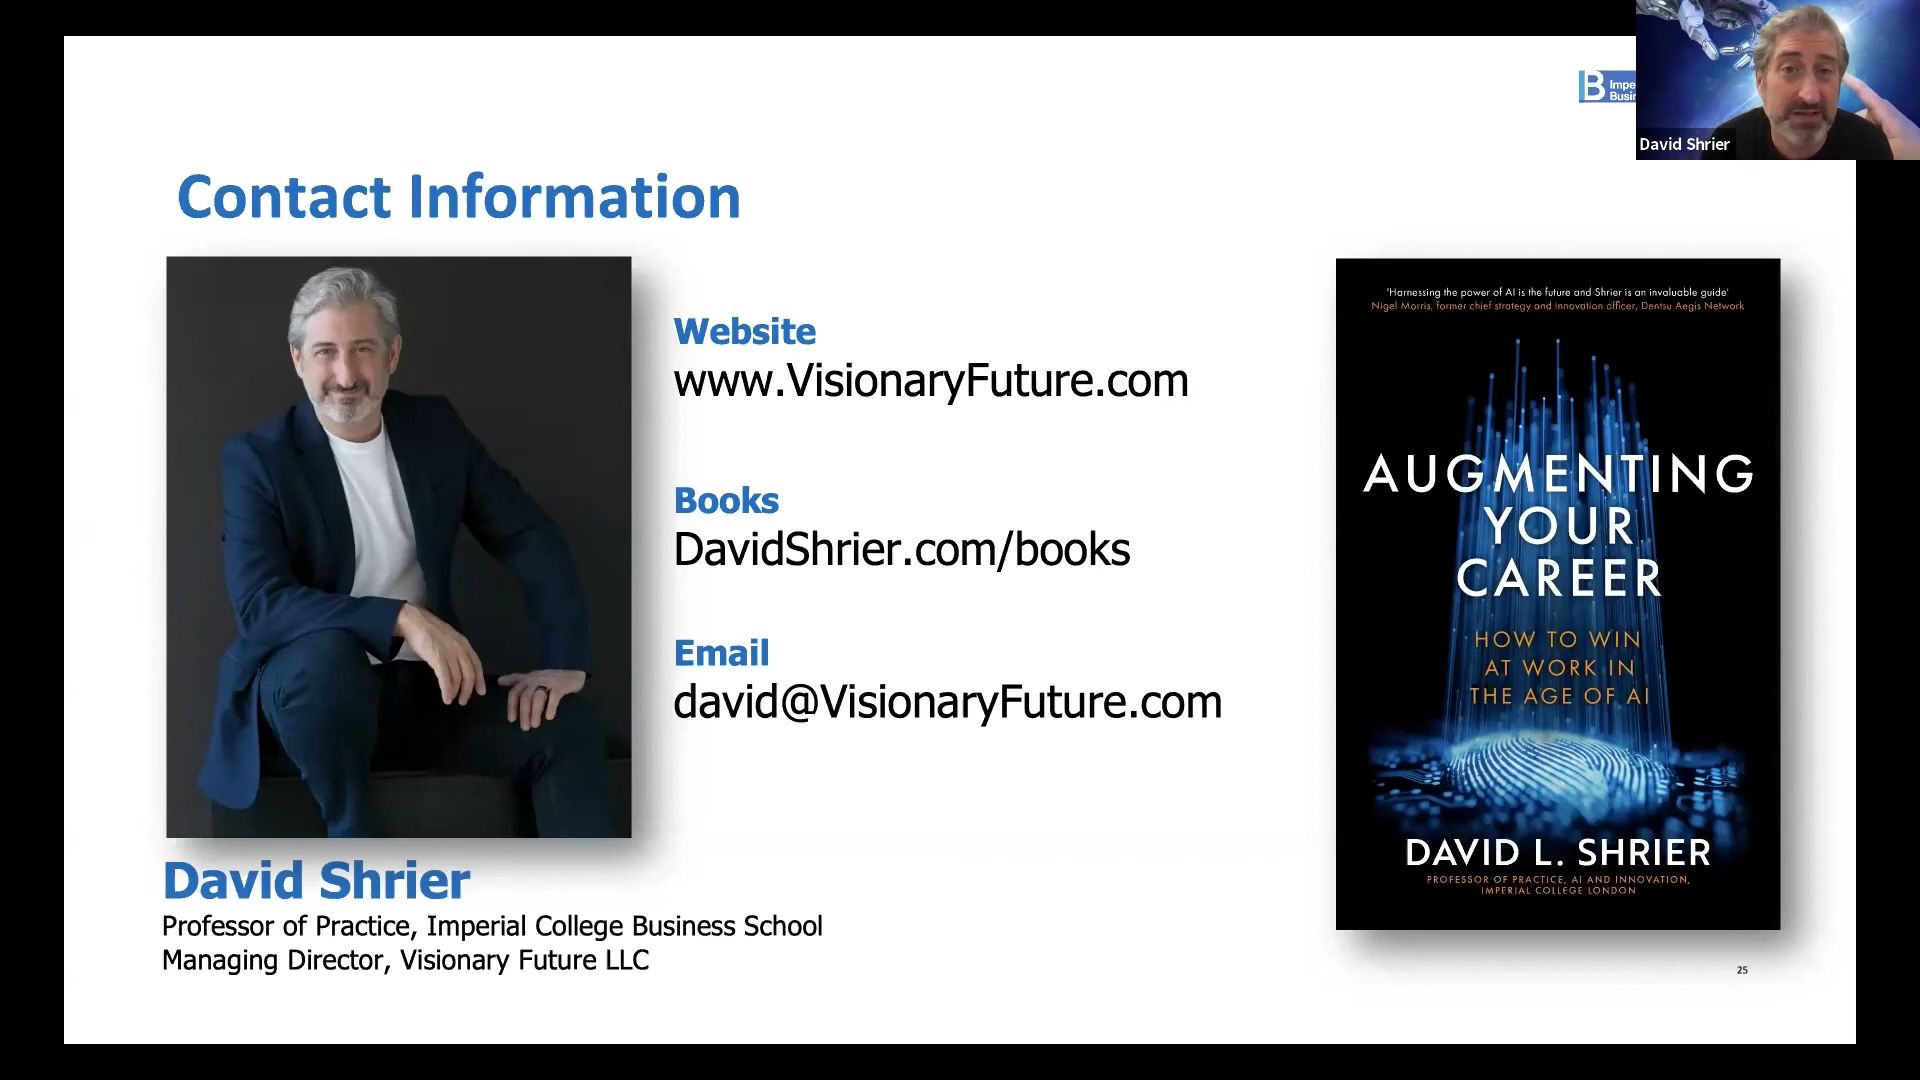 Impe
Busi
David Shrier
Contact Information
Website
www.VisionaryFuture.com
Books
DavidShrier.com/books
Email
david@VisionaryFuture.com
David Shrier
Professor of Practice, Imperial College Business School
Managing Director, Visionary Future LLC
'Harnessing the power of AI is the future and Shrier is an invaluable guide'
Nigel Morris, former chief strategy and innovation officer, Dentsu Aegis Network
AUGMENTING
YOUR
CAREER
HOW TO WIN
AT WORK IN
THE AGE OF AI
DAVID L. SHRIER
PROFESSOR OF PRACTICE, AI AND INNOVATION,
IMPERIAL COLLEGE LONDON
25